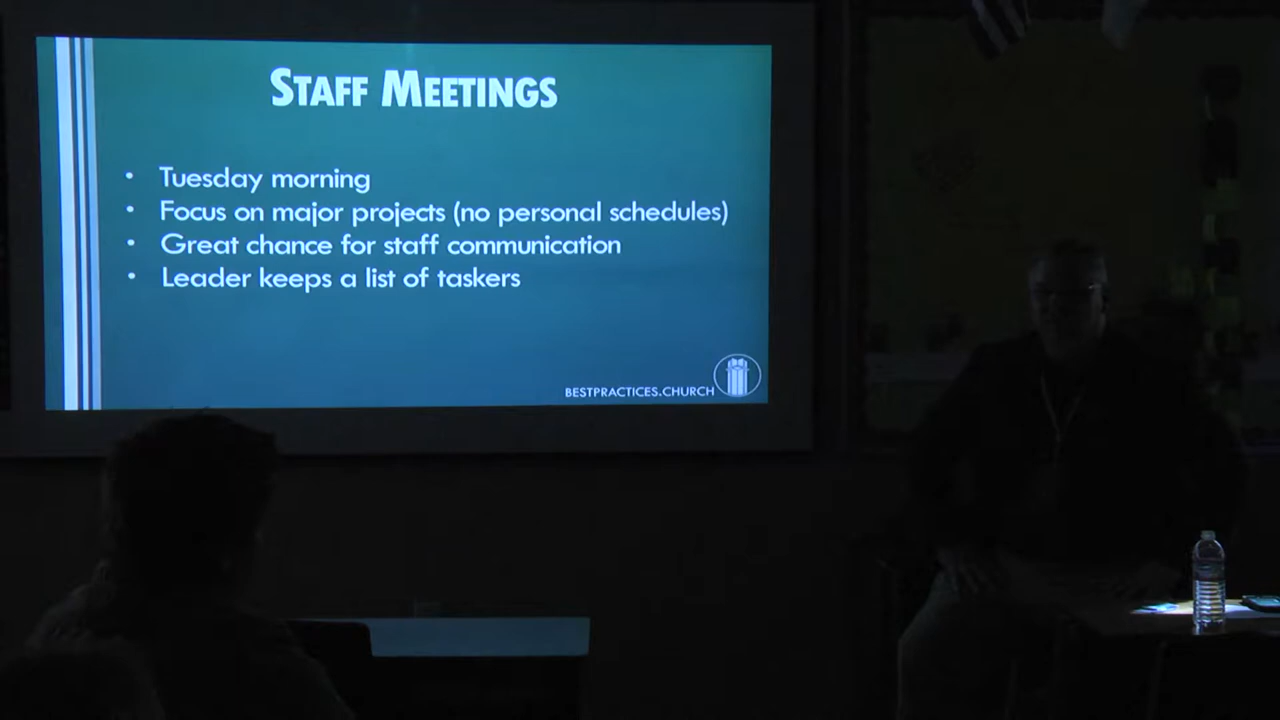 STAFF MEETINGS
• Tuesday morning
• Focus on major projects (no personal schedules)
• Great chance for staff communication
• Leader keeps a list of taskers
BESTPRACTICES.CHURCH